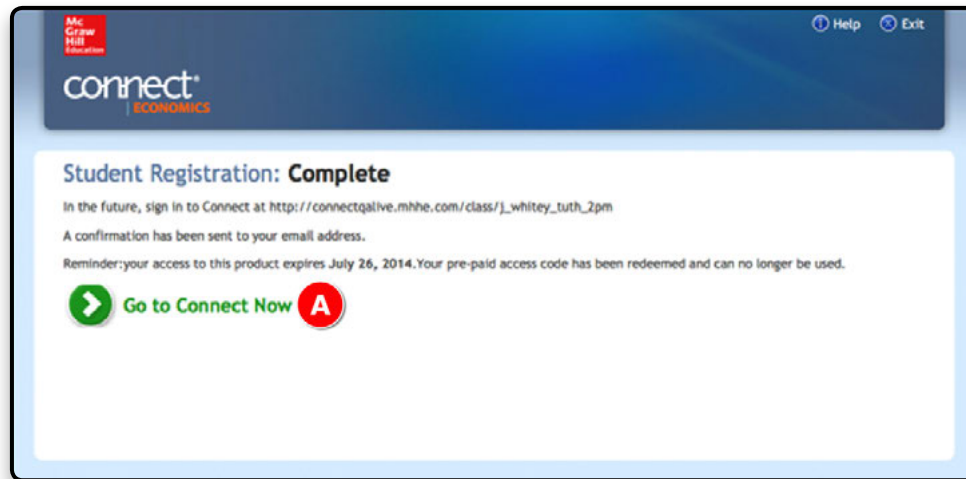 Mc
Graw
Hill
Education
Help Exit
connect®
| ECONOMICS
Student Registration: Complete
In the future, sign in to Connect at http://connectqalive.mhhe.com/class/j_whitey_tuth_2pm
A confirmation has been sent to your email address.
Reminder:your access to this product expires July 26, 2014.Your pre-paid access code has been redeemed and can no longer be used.
Go to Connect Now A